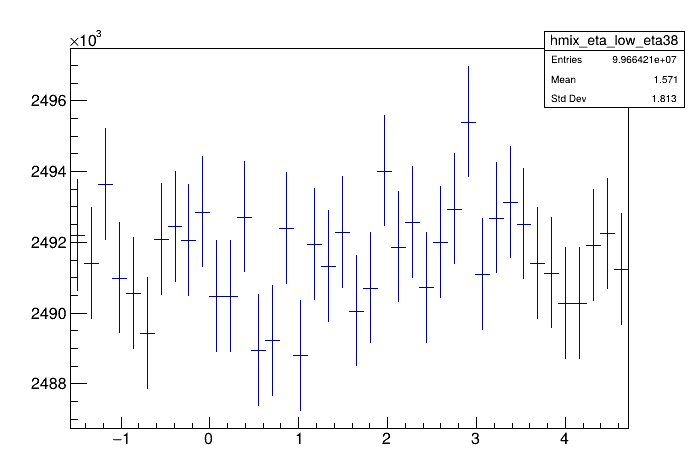 ×10³
hmix_eta_low_eta38
Entries 9.966421e+07
Mean 1.571
Std Dev 1.813
2496
2494
2492
2490
2488
−1 0 1 2 3 4